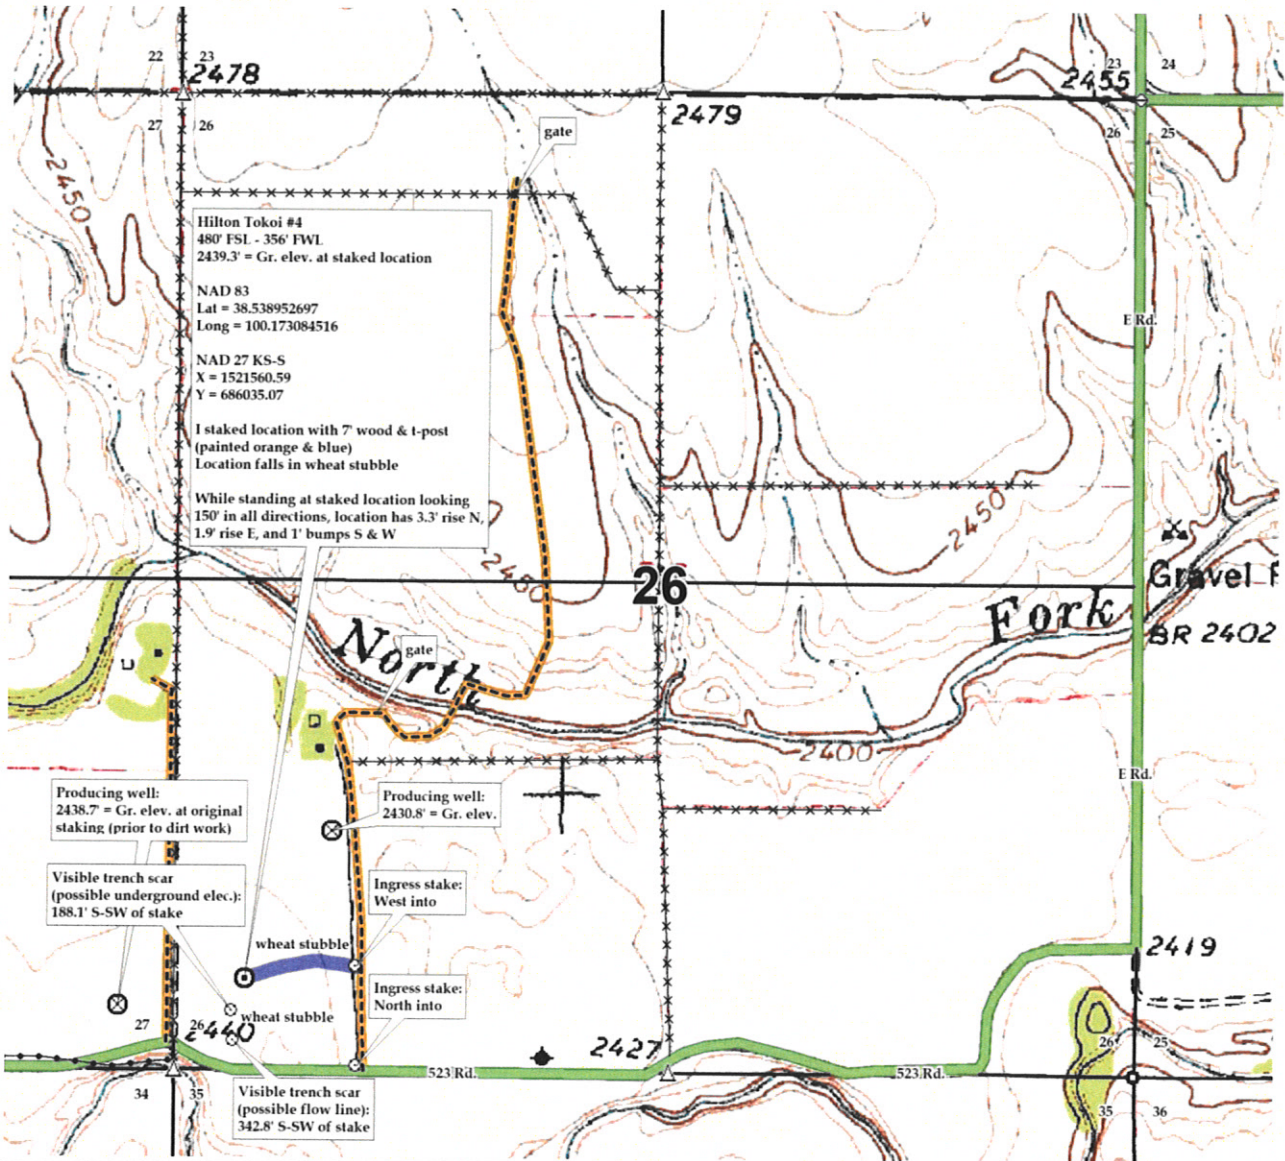 22
23
2478
23
24
2455
2479
27
26
26
25
gate
2450
Hilton Tokoi #4
480' FSL - 356' FWL
2439.3' = Gr. elev. at staked location
NAD 83
Lat = 38.538952697
Long = 100.173084516
NAD 27 KS-S
X = 1521560.59
Y = 686035.07
I staked location with 7' wood & t-post
(painted orange & blue)
Location falls in wheat stubble
While standing at staked location looking
150' in all directions, location has 3.3' rise N,
1.9' rise E, and 1' bumps S & W
E Rd.
2450
2450
26
Gravel P
North
Fork
BR 2402
gate
2400
E Rd.
Producing well:
2438.7' = Gr. elev. at original
staking (prior to dirt work)
Producing well:
2430.8' = Gr. elev.
Visible trench scar
(possible underground elec.):
188.1' S-SW of stake
Ingress stake:
West into
wheat stubble
2419
Ingress stake:
North into
wheat stubble
27
26
2440
2427
26
25
523 Rd.
523 Rd.
34
35
Visible trench scar
(possible flow line):
342.8' S-SW of stake
35
36